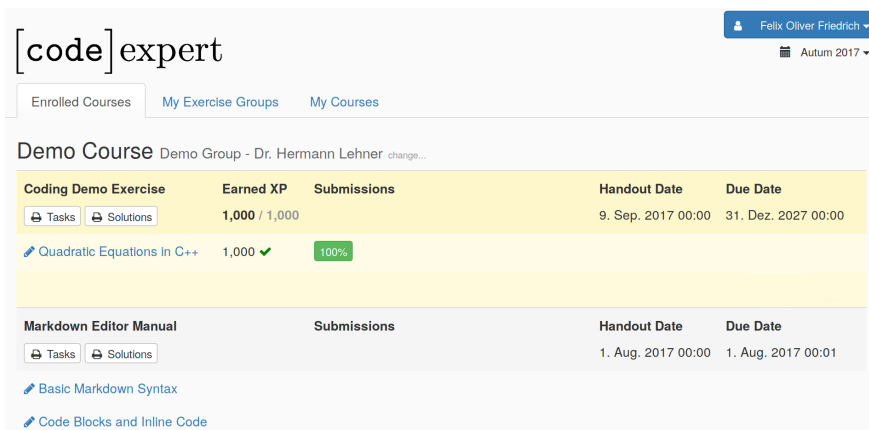 Felix Oliver Friedrich
[code]expert
Autum 2017
Enrolled Courses My Exercise Groups My Courses
Demo Course Demo Group - Dr. Hermann Lehner change...
Coding Demo Exercise Earned XP Submissions Handout Date Due Date
Tasks Solutions 1,000 / 1,000 9. Sep. 2017 00:00 31. Dez. 2027 00:00
Quadratic Equations in C++ 1,000 100%
Markdown Editor Manual Submissions Handout Date Due Date
Tasks Solutions 1. Aug. 2017 00:00 1. Aug. 2017 00:01
Basic Markdown Syntax
Code Blocks and Inline Code